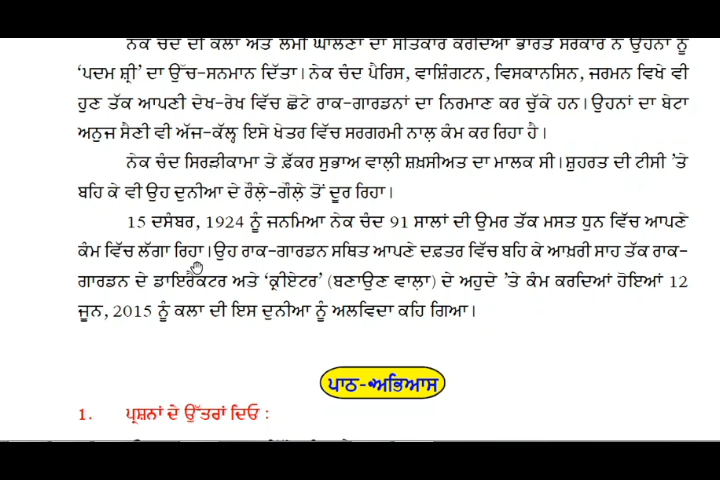 ਨੇਕ ਚੰਦ ਦੀ ਕਲਾ ਅਤੇ ਲੰਮੀ ਘਾਲਣਾ ਦਾ ਸਤਿਕਾਰ ਕਰਦਿਆਂ ਭਾਰਤ ਸਰਕਾਰ ਨੇ ਉਹਨਾਂ ਨੂੰ
‘ਪਦਮ ਸ਼੍ਰੀ’ ਦਾ ਉੱਚ-ਸਨਮਾਨ ਦਿੱਤਾ। ਨੇਕ ਚੰਦ ਪੈਰਿਸ, ਵਾਸ਼ਿੰਗਟਨ, ਵਿਸਕਾਨਸਿਨ, ਜਰਮਨ ਵਿਖੇ ਵੀ
ਹੁਣ ਤੱਕ ਆਪਣੀ ਦੇਖ-ਰੇਖ ਵਿੱਚ ਛੋਟੇ ਰਾਕ-ਗਾਰਡਨਾਂ ਦਾ ਨਿਰਮਾਣ ਕਰ ਚੁੱਕੇ ਹਨ। ਉਹਨਾਂ ਦਾ ਬੇਟਾ
ਅਨੁਜ ਸੈਣੀ ਵੀ ਅੱਜ-ਕੱਲ੍ਹ ਇਸੇ ਖੇਤਰ ਵਿੱਚ ਸਰਗਰਮੀ ਨਾਲ਼ ਕੰਮ ਕਰ ਰਿਹਾ ਹੈ।
ਨੇਕ ਚੰਦ ਸਿਰੜੀਕਾਮਾ ਤੇ ਫ਼ੱਕਰ ਸੁਭਾਅ ਵਾਲ਼ੀ ਸ਼ਖ਼ਸੀਅਤ ਦਾ ਮਾਲਕ ਸੀ। ਸ਼ੁਹਰਤ ਦੀ ਟੀਸੀ ’ਤੇ
ਬਹਿ ਕੇ ਵੀ ਉਹ ਦੁਨੀਆ ਦੇ ਰੌਲ਼ੇ-ਗੌਲ਼ੇ ਤੋਂ ਦੂਰ ਰਿਹਾ।
15 ਦਸੰਬਰ, 1924 ਨੂੰ ਜਨਮਿਆ ਨੇਕ ਚੰਦ 91 ਸਾਲਾਂ ਦੀ ਉਮਰ ਤੱਕ ਮਸਤ ਧੁਨ ਵਿੱਚ ਆਪਣੇ
ਕੰਮ ਵਿੱਚ ਲੱਗਾ ਰਿਹਾ। ਉਹ ਰਾਕ-ਗਾਰਡਨ ਸਥਿਤ ਆਪਣੇ ਦਫ਼ਤਰ ਵਿੱਚ ਬਹਿ ਕੇ ਆਖ਼ਰੀ ਸਾਹ ਤੱਕ ਰਾਕ-
ਗਾਰਡਨ ਦੇ ਡਾਇਰੈਕਟਰ ਅਤੇ ‘ਕ੍ਰੀਏਟਰ’ (ਬਣਾਉਣ ਵਾਲ਼ਾ) ਦੇ ਅਹੁਦੇ ’ਤੇ ਕੰਮ ਕਰਦਿਆਂ ਹੋਇਆਂ 12
ਜੂਨ, 2015 ਨੂੰ ਕਲਾ ਦੀ ਇਸ ਦੁਨੀਆ ਨੂੰ ਅਲਵਿਦਾ ਕਹਿ ਗਿਆ।
ਪਾਠ-ਅਭਿਆਸ
1. ਪ੍ਰਸ਼ਨਾਂ ਦੇ ਉੱਤਰਾਂ ਦਿਓ :